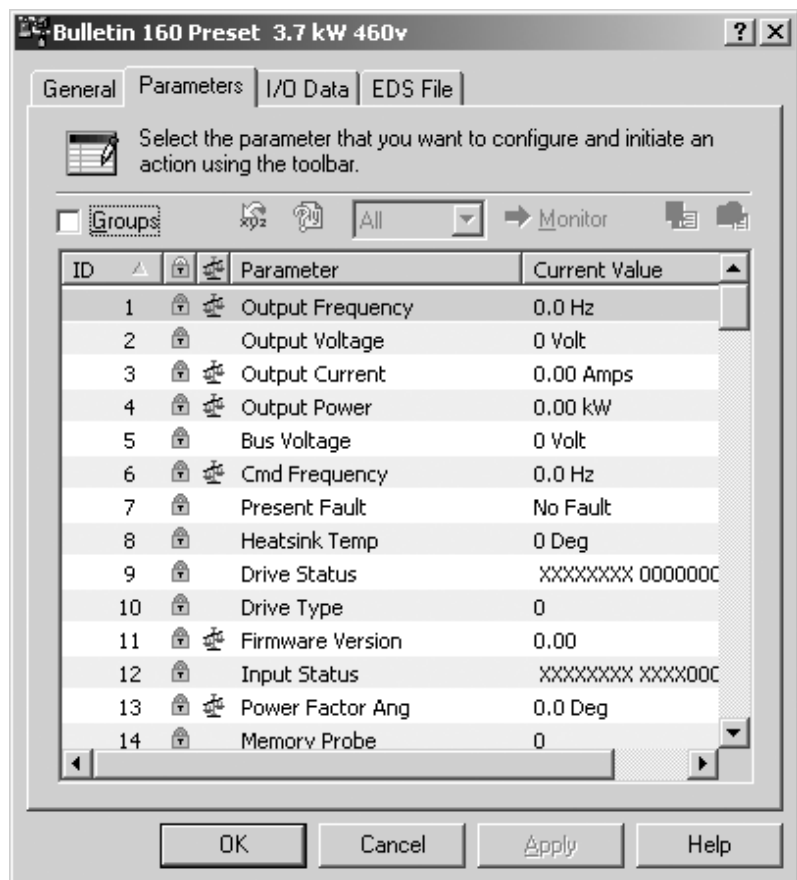 Bulletin 160 Preset 3.7 kW 460v
General Parameters I/O Data EDS File
Select the parameter that you want to configure and initiate an
action using the toolbar.
Groups All Monitor
ID Parameter Current Value
1 Output Frequency 0.0 Hz
2 Output Voltage 0 Volt
3 Output Current 0.00 Amps
4 Output Power 0.00 kW
5 Bus Voltage 0 Volt
6 Cmd Frequency 0.0 Hz
7 Present Fault No Fault
8 Heatsink Temp 0 Deg
9 Drive Status XXXXXXXX 0000000
10 Drive Type 0
11 Firmware Version 0.00
12 Input Status XXXXXXXX XXXX000
13 Power Factor Ang 0.0 Deg
14 Memory Probe 0
OK Cancel Apply Help